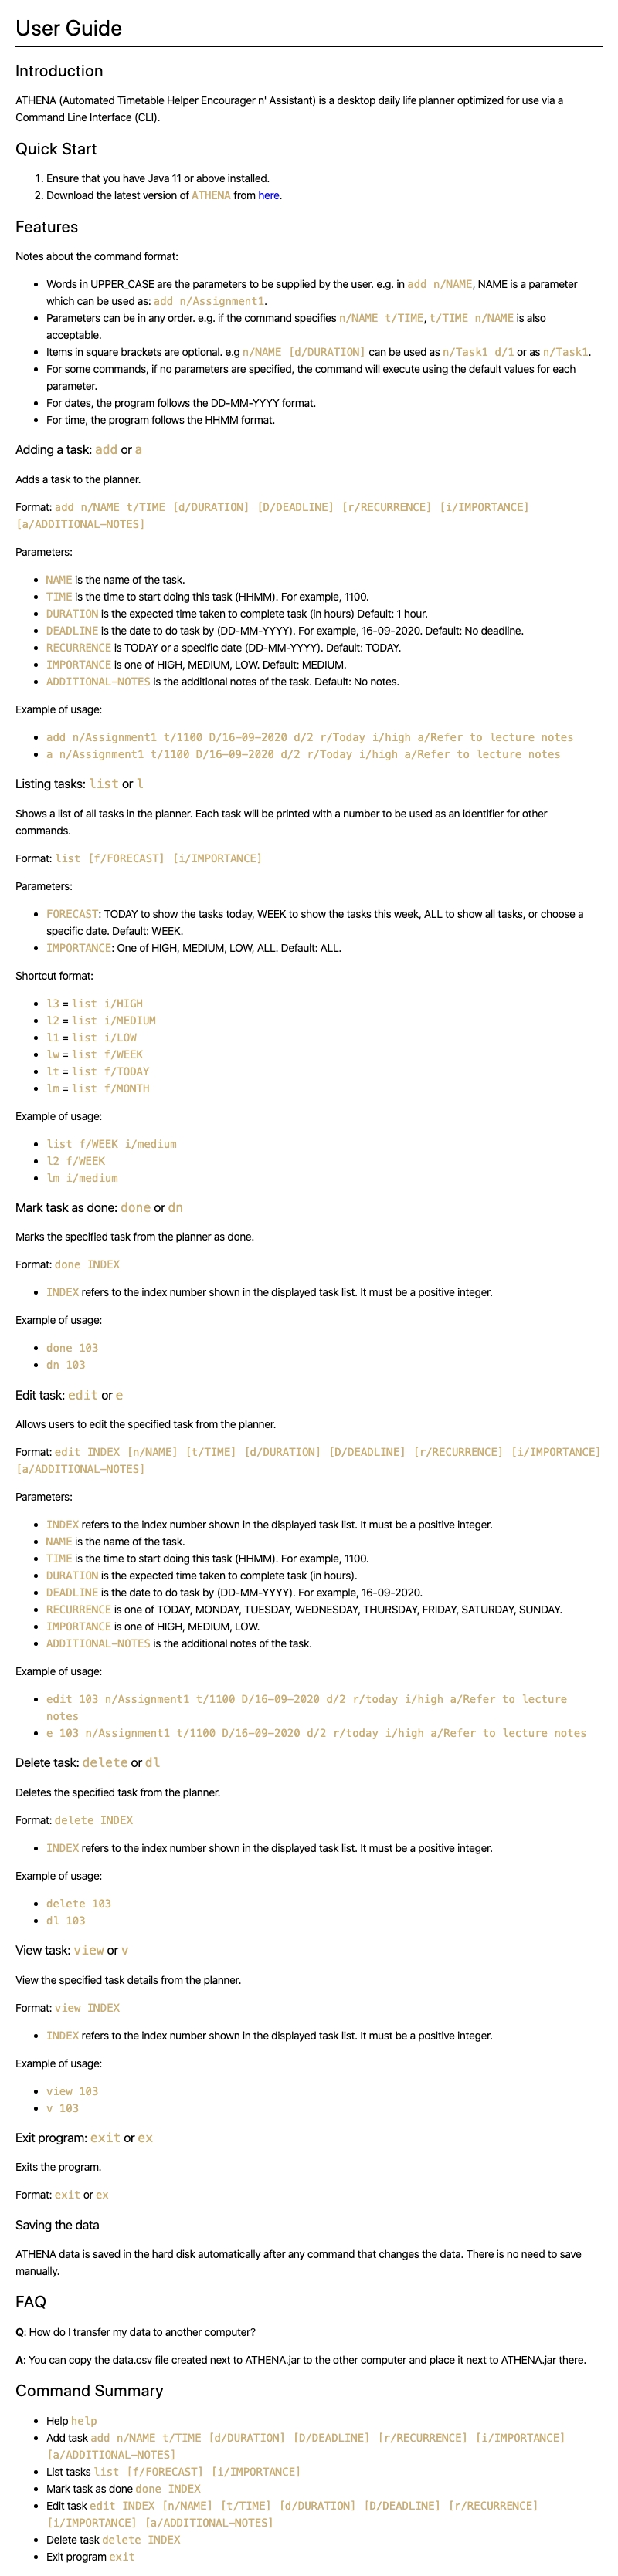 User Guide
Introduction
ATHENA (Automated Timetable Helper Encourager n' Assistant) is a desktop daily life planner optimized for use via a
Command Line Interface (CLI).
Quick Start
1. Ensure that you have Java 11 or above installed.
2. Download the latest version of ATHENA from here.
Features
Notes about the command format:
• Words in UPPER_CASE are the parameters to be supplied by the user. e.g. in add n/NAME, NAME is a parameter
which can be used as: add n/Assignment1.
• Parameters can be in any order. e.g. if the command specifies n/NAME t/TIME, t/TIME n/NAME is also
acceptable.
• Items in square brackets are optional. e.g n/NAME [d/DURATION] can be used as n/Task1 d/1 or as n/Task1.
• For some commands, if no parameters are specified, the command will execute using the default values for each
parameter.
• For dates, the program follows the DD-MM-YYYY format.
• For time, the program follows the HHMM format.
Adding a task: add or a
Adds a task to the planner.
Format: add n/NAME t/TIME [d/DURATION] [D/DEADLINE] [r/RECURRENCE] [i/IMPORTANCE]
[a/ADDITIONAL-NOTES]
Parameters:
• NAME is the name of the task.
• TIME is the time to start doing this task (HHMM). For example, 1100.
• DURATION is the expected time taken to complete task (in hours) Default: 1 hour.
• DEADLINE is the date to do task by (DD-MM-YYYY). For example, 16-09-2020. Default: No deadline.
• RECURRENCE is TODAY or a specific date (DD-MM-YYYY). Default: TODAY.
• IMPORTANCE is one of HIGH, MEDIUM, LOW. Default: MEDIUM.
• ADDITIONAL-NOTES is the additional notes of the task. Default: No notes.
Example of usage:
• add n/Assignment1 t/1100 D/16-09-2020 d/2 r/Today i/high a/Refer to lecture notes
• a n/Assignment1 t/1100 D/16-09-2020 d/2 r/Today i/high a/Refer to lecture notes
Listing tasks: list or l
Shows a list of all tasks in the planner. Each task will be printed with a number to be used as an identifier for other
commands.
Format: list [f/FORECAST] [i/IMPORTANCE]
Parameters:
• FORECAST: TODAY to show the tasks today, WEEK to show the tasks this week, ALL to show all tasks, or choose a
specific date. Default: WEEK.
• IMPORTANCE: One of HIGH, MEDIUM, LOW, ALL. Default: ALL.
Shortcut format:
• l3 = list i/HIGH
• l2 = list i/MEDIUM
• l1 = list i/LOW
• lw = list f/WEEK
• lt = list f/TODAY
• lm = list f/MONTH
Example of usage:
• list f/WEEK i/medium
• l2 f/WEEK
• lm i/medium
Mark task as done: done or dn
Marks the specified task from the planner as done.
Format: done INDEX
• INDEX refers to the index number shown in the displayed task list. It must be a positive integer.
Example of usage:
• done 103
• dn 103
Edit task: edit or e
Allows users to edit the specified task from the planner.
Format: edit INDEX [n/NAME] [t/TIME] [d/DURATION] [D/DEADLINE] [r/RECURRENCE] [i/IMPORTANCE]
[a/ADDITIONAL-NOTES]
Parameters:
• INDEX refers to the index number shown in the displayed task list. It must be a positive integer.
• NAME is the name of the task.
• TIME is the time to start doing this task (HHMM). For example, 1100.
• DURATION is the expected time taken to complete task (in hours).
• DEADLINE is the date to do task by (DD-MM-YYYY). For example, 16-09-2020.
• RECURRENCE is one of TODAY, MONDAY, TUESDAY, WEDNESDAY, THURSDAY, FRIDAY, SATURDAY, SUNDAY.
• IMPORTANCE is one of HIGH, MEDIUM, LOW.
• ADDITIONAL-NOTES is the additional notes of the task.
Example of usage:
• edit 103 n/Assignment1 t/1100 D/16-09-2020 d/2 r/today i/high a/Refer to lecture
notes
• e 103 n/Assignment1 t/1100 D/16-09-2020 d/2 r/today i/high a/Refer to lecture notes
Delete task: delete or dl
Deletes the specified task from the planner.
Format: delete INDEX
• INDEX refers to the index number shown in the displayed task list. It must be a positive integer.
Example of usage:
• delete 103
• dl 103
View task: view or v
View the specified task details from the planner.
Format: view INDEX
• INDEX refers to the index number shown in the displayed task list. It must be a positive integer.
Example of usage:
• view 103
• v 103
Exit program: exit or ex
Exits the program.
Format: exit or ex
Saving the data
ATHENA data is saved in the hard disk automatically after any command that changes the data. There is no need to save
manually.
FAQ
Q: How do I transfer my data to another computer?
A: You can copy the data.csv file created next to ATHENA.jar to the other computer and place it next to ATHENA.jar there.
Command Summary
• Help help
• Add task add n/NAME t/TIME [d/DURATION] [D/DEADLINE] [r/RECURRENCE] [i/IMPORTANCE]
[a/ADDITIONAL-NOTES]
• List tasks list [f/FORECAST] [i/IMPORTANCE]
• Mark task as done done INDEX
• Edit task edit INDEX [n/NAME] [t/TIME] [d/DURATION] [D/DEADLINE] [r/RECURRENCE]
[i/IMPORTANCE] [a/ADDITIONAL-NOTES]
• Delete task delete INDEX
• Exit program exit